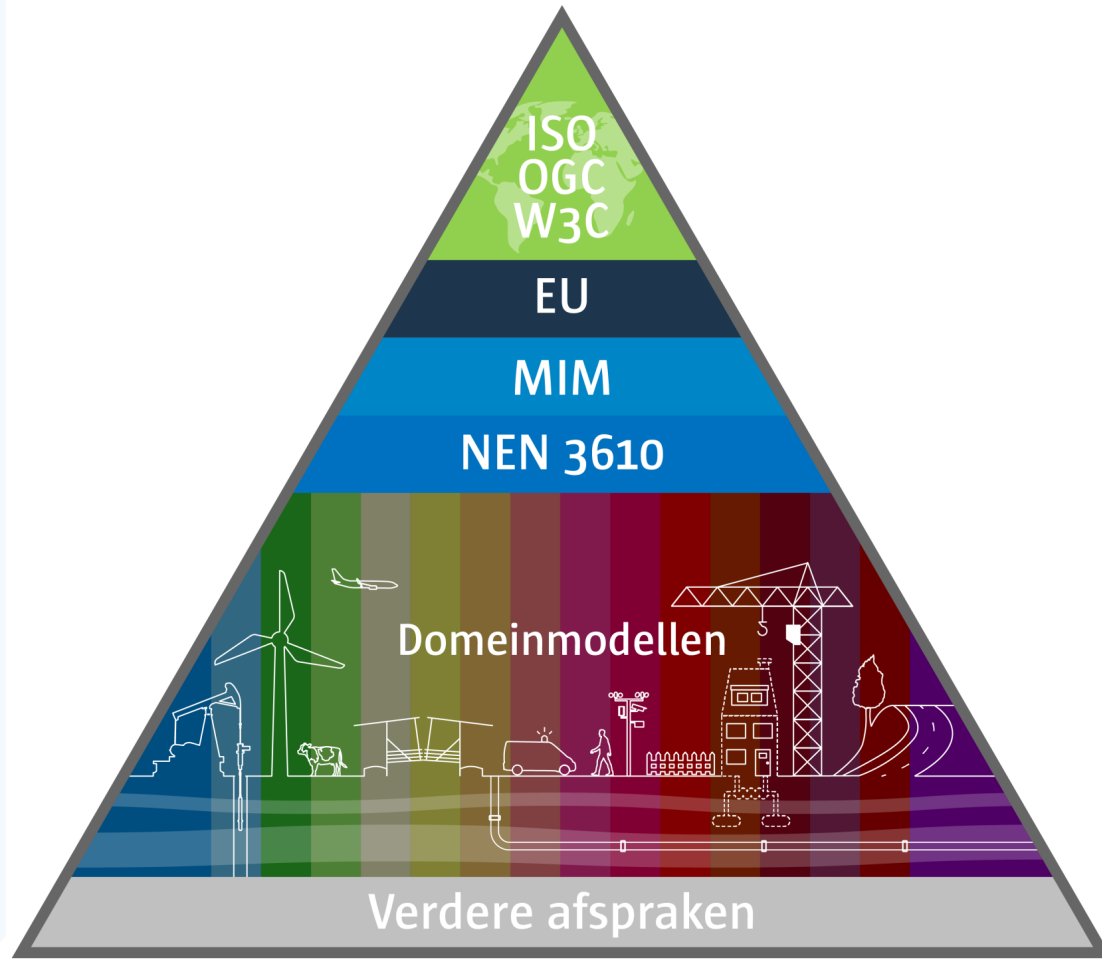 ISO
OGC
W3C
EU
MIM
NEN 3610
Domeinmodellen
Verdere afspraken